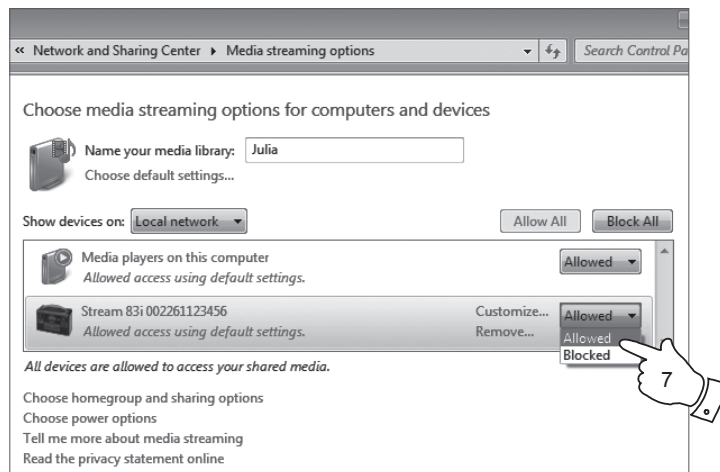 « Network and Sharing Center ▸ Media streaming options
Search Control Pa
Choose media streaming options for computers and devices
Name your media library: Julia
Choose default settings...
Show devices on: Local network
Allow All Block All
Media players on this computer
Allowed
Allowed access using default settings.
Stream 83i 002261123456
Customize...
Allowed
Allowed access using default settings.
Remove...
Allowed
Blocked
7
All devices are allowed to access your shared media.
Choose homegroup and sharing options
Choose power options
Tell me more about media streaming
Read the privacy statement online